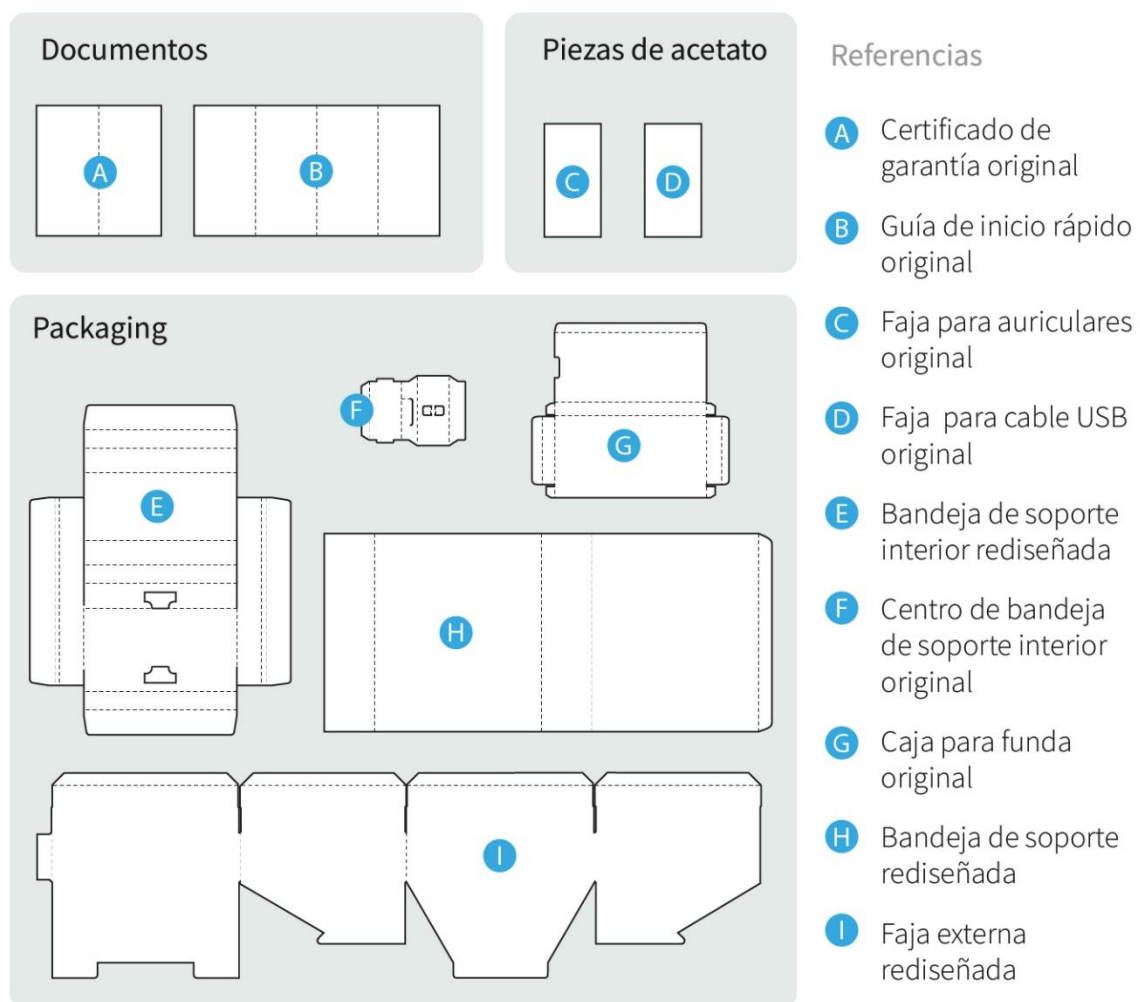 Documentos
A
B
Piezas de acetato
C
D
Packaging
E
F
G
H
I
Referencias
A Certificado de
garantía original
B Guía de inicio rápido
original
C Faja para auriculares
original
D Faja para cable USB
original
E Bandeja de soporte
interior rediseñada
F Centro de bandeja
de soporte interior
original
G Caja para funda
original
H Bandeja de soporte
rediseñada
I Faja externa
rediseñada